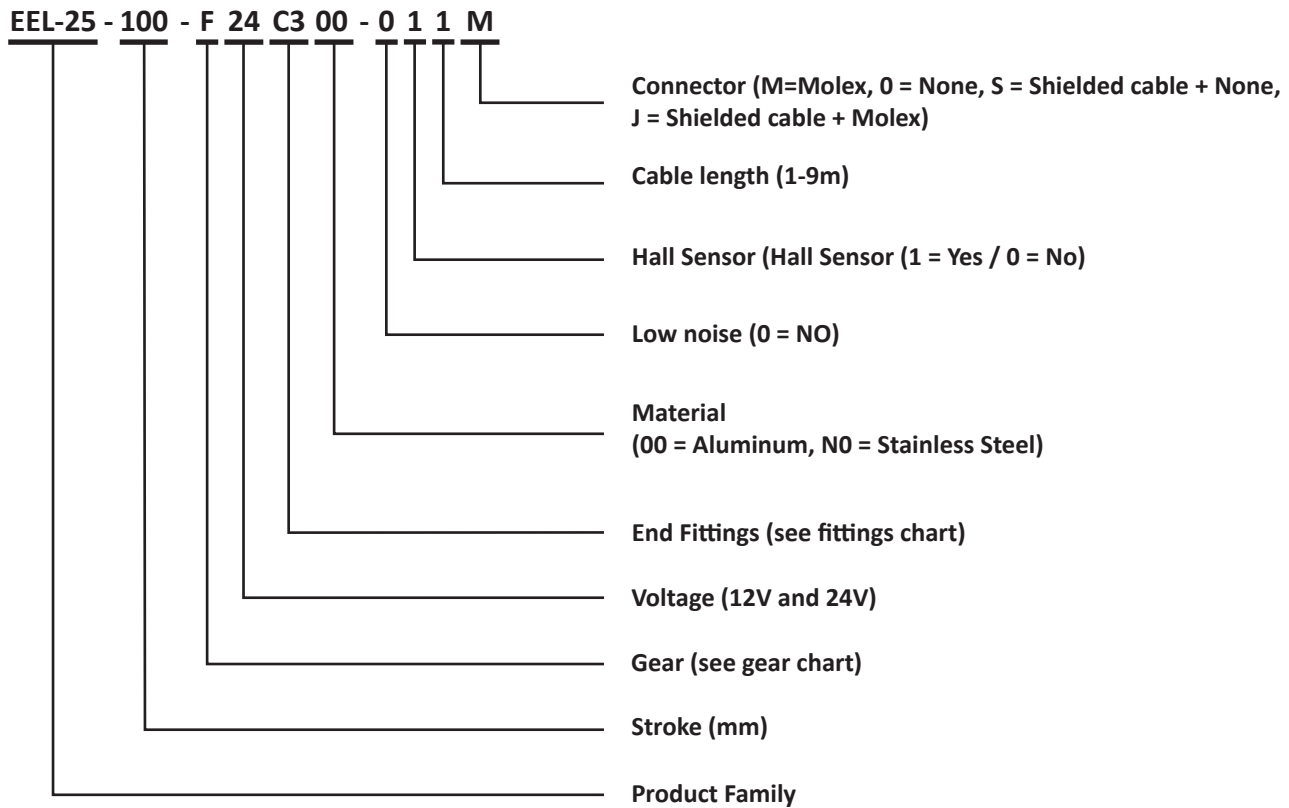 EEL-25 - 100 - F 24 C3 00 - 0 1 1 M
Connector (M=Molex, 0 = None, S = Shielded cable + None,
J = Shielded cable + Molex)
Cable length (1-9m)
Hall Sensor (Hall Sensor (1 = Yes / 0 = No)
Low noise (0 = NO)
Material
(00 = Aluminum, N0 = Stainless Steel)
End Fittings (see fittings chart)
Voltage (12V and 24V)
Gear (see gear chart)
Stroke (mm)
Product Family